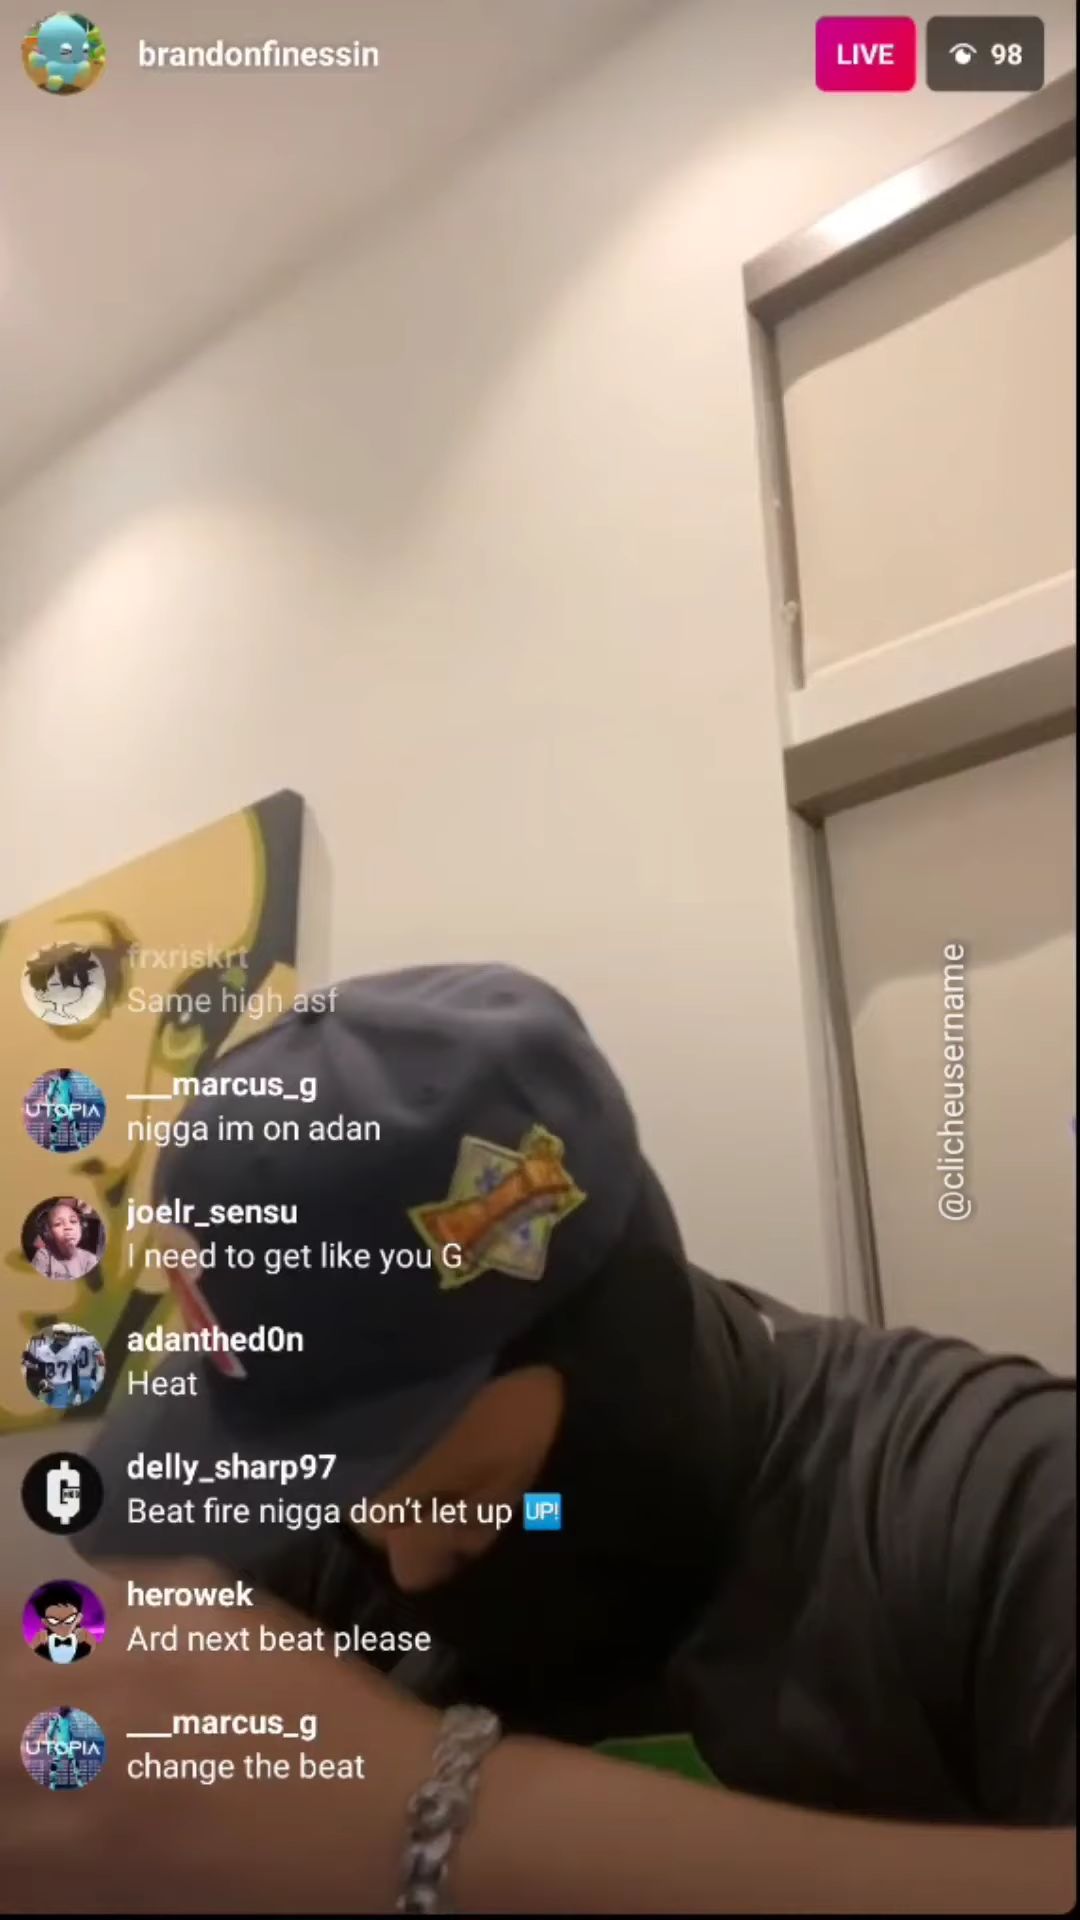 brandonfinessin
LIVE
98
frxriskrt
Same high asf
___marcus_g
nigga im on adan
joelr_sensu
I need to get like you G
adanthed0n
Heat
delly_sharp97
Beat fire nigga don’t let up UP!
herowek
Ard next beat please
___marcus_g
change the beat
@clicheusername
UTOPIA
UTOPIA